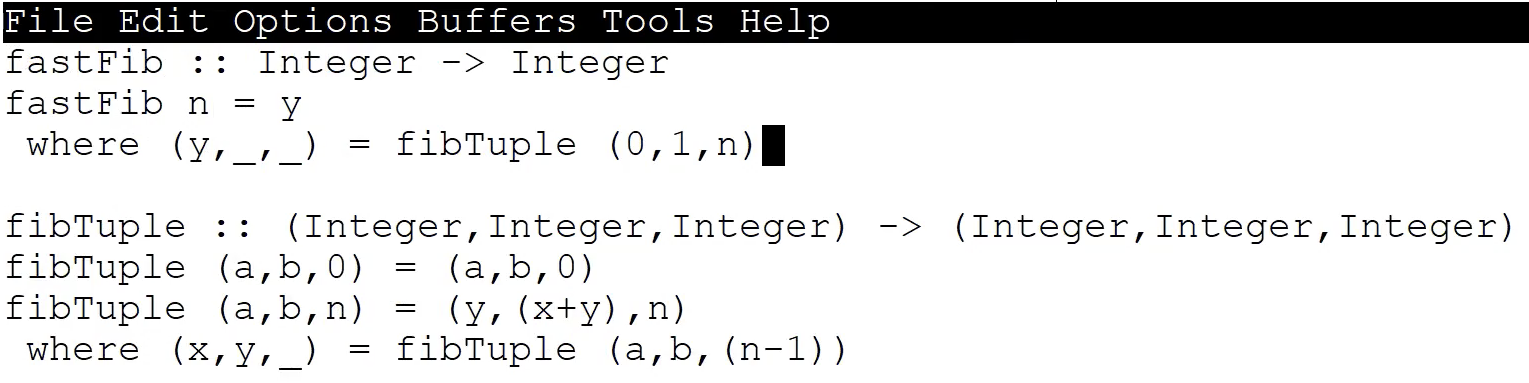 File Edit Options Buffers Tools Help
fastFib :: Integer -> Integer
fastFib n = y
 where (y,_,_) = fibTuple (0,1,n)
fibTuple :: (Integer,Integer,Integer) -> (Integer,Integer,Integer)
fibTuple (a,b,0) = (a,b,0)
fibTuple (a,b,n) = (y,(x+y),n)
 where (x,y,_) = fibTuple (a,b,(n-1))